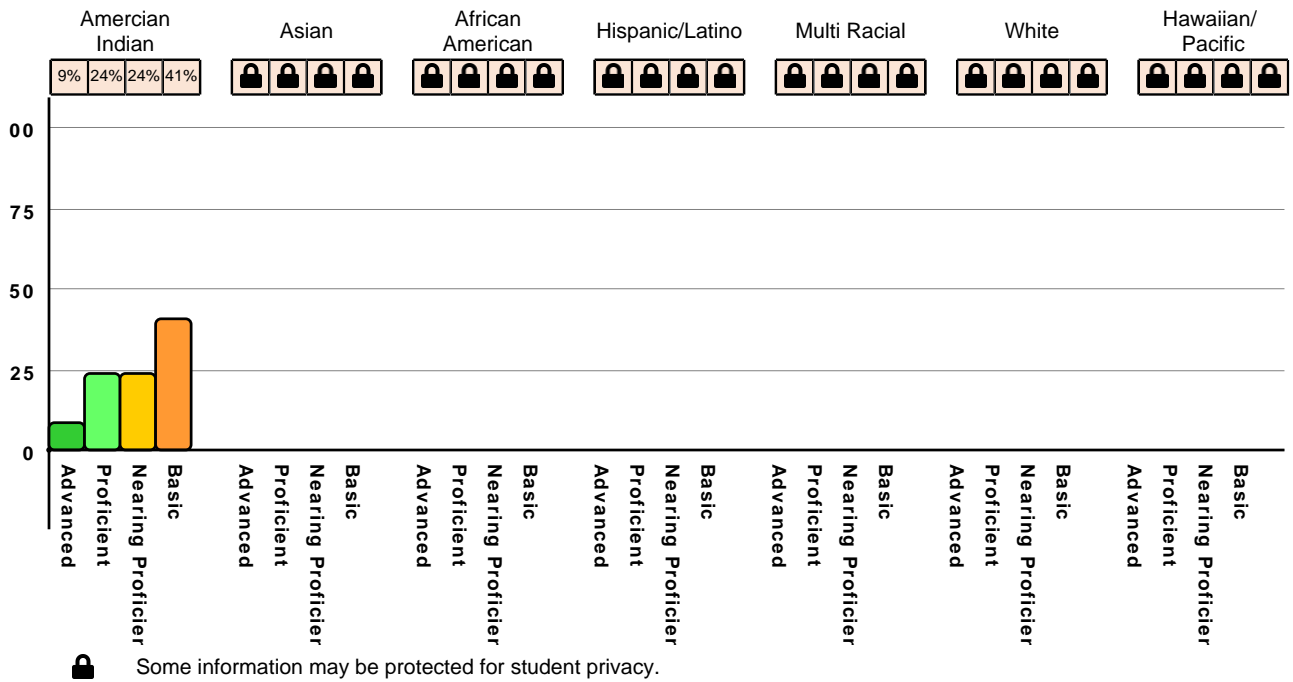 Amercian
Indian
Asian
African
American
Hispanic/Latino
Multi Racial
White
Hawaiian/
Pacific
9% 24% 24% 41%
00
75
50
25
0
Advanced
Proficient
Nearing Proficier
Basic
Advanced
Proficient
Nearing Proficier
Basic
Advanced
Proficient
Nearing Proficier
Basic
Advanced
Proficient
Nearing Proficier
Basic
Advanced
Proficient
Nearing Proficier
Basic
Advanced
Proficient
Nearing Proficier
Basic
Advanced
Proficient
Nearing Proficier
Basic
Some information may be protected for student privacy.